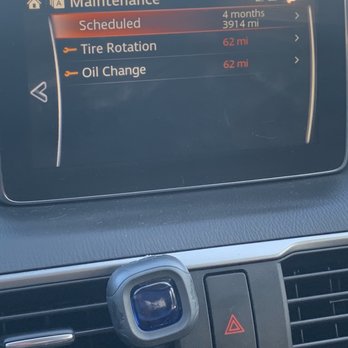 Maintenance
Scheduled 4 months
3914 mi
Tire Rotation 62 mi
Oil Change 62 mi